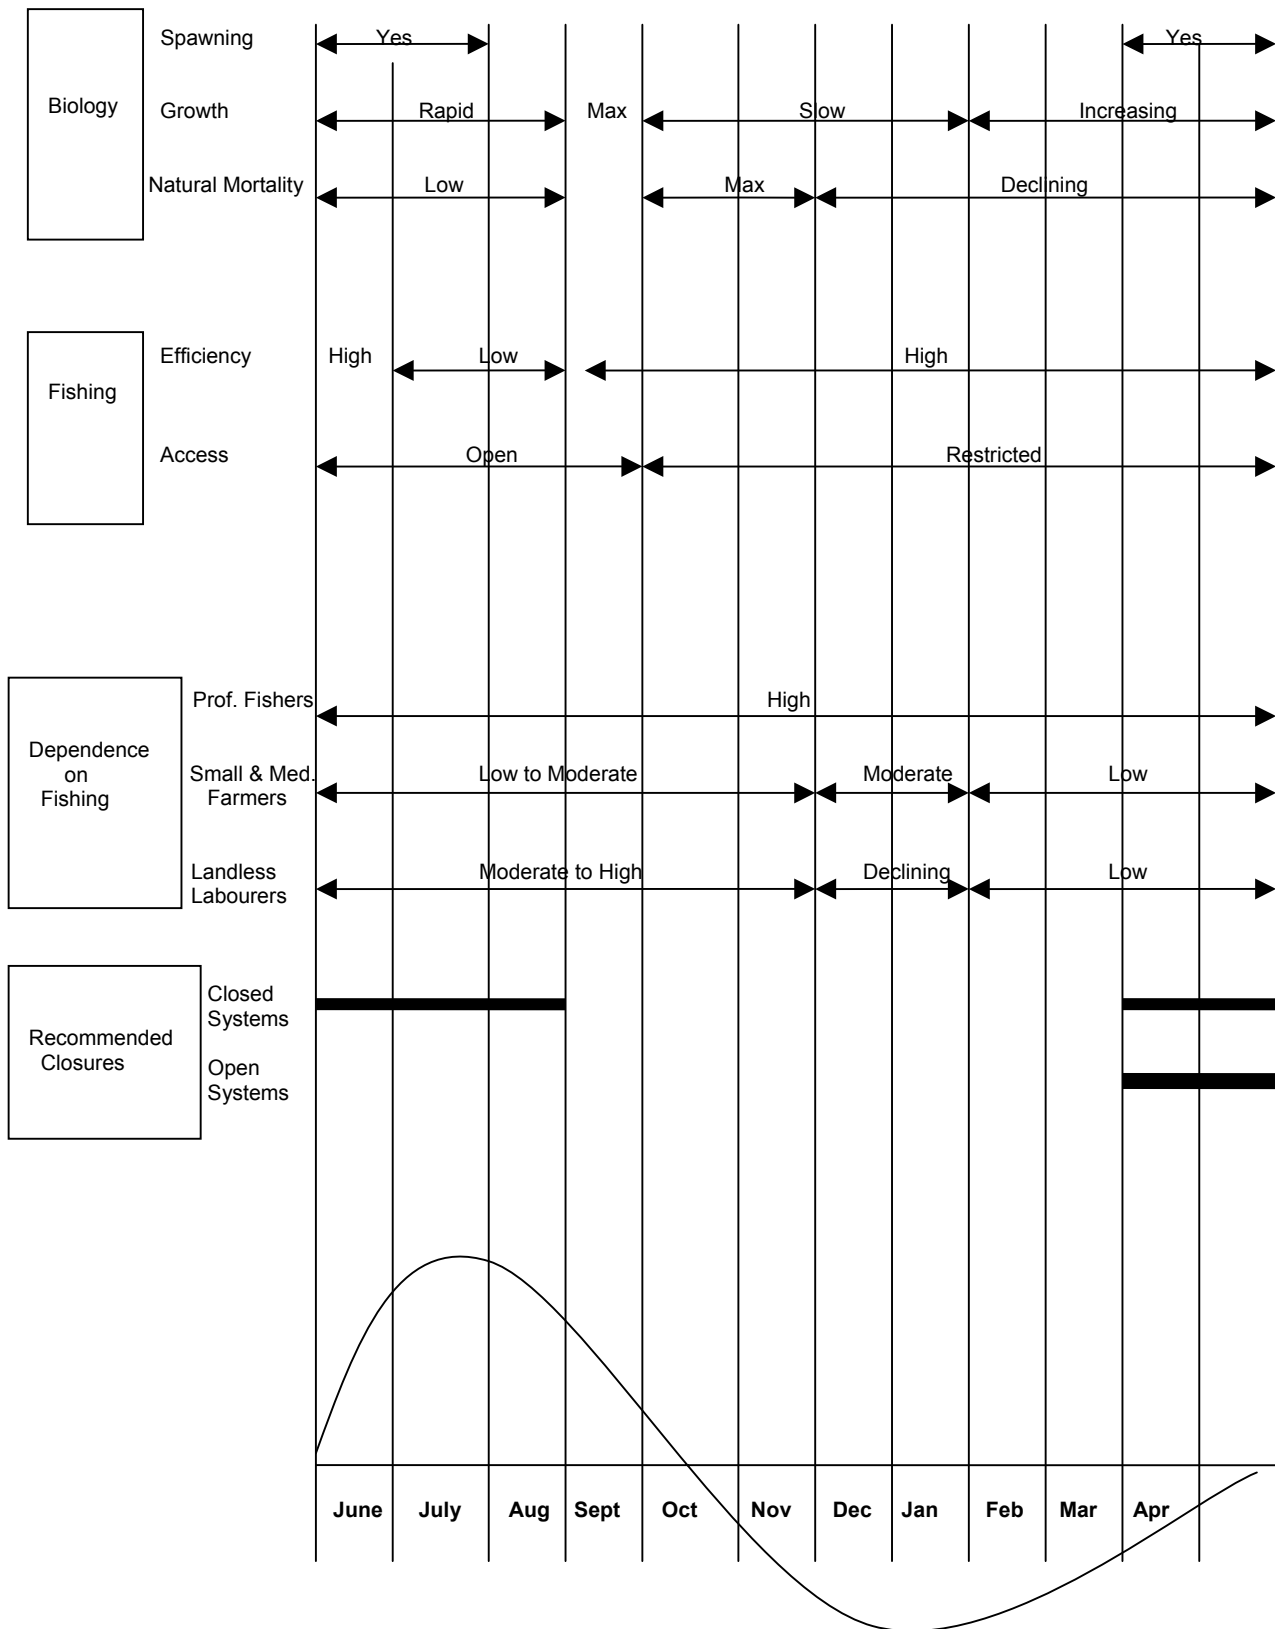 Spawning
Yes
Yes
Biology
Growth
Rapid
Max
Slow
Increasing
Natural Mortality
Low
Max
Declining
Efficiency
High
Low
High
Fishing
Access
Open
Restricted
Prof. Fishers
High
Dependence
on
Fishing
Small & Med.
Farmers
Low to Moderate
Moderate
Low
Landless
Labourers
Moderate to High
Declining
Low
Closed
Systems
Recommended
Closures
Open
Systems
June July Aug Sept Oct Nov Dec Jan Feb Mar Apr